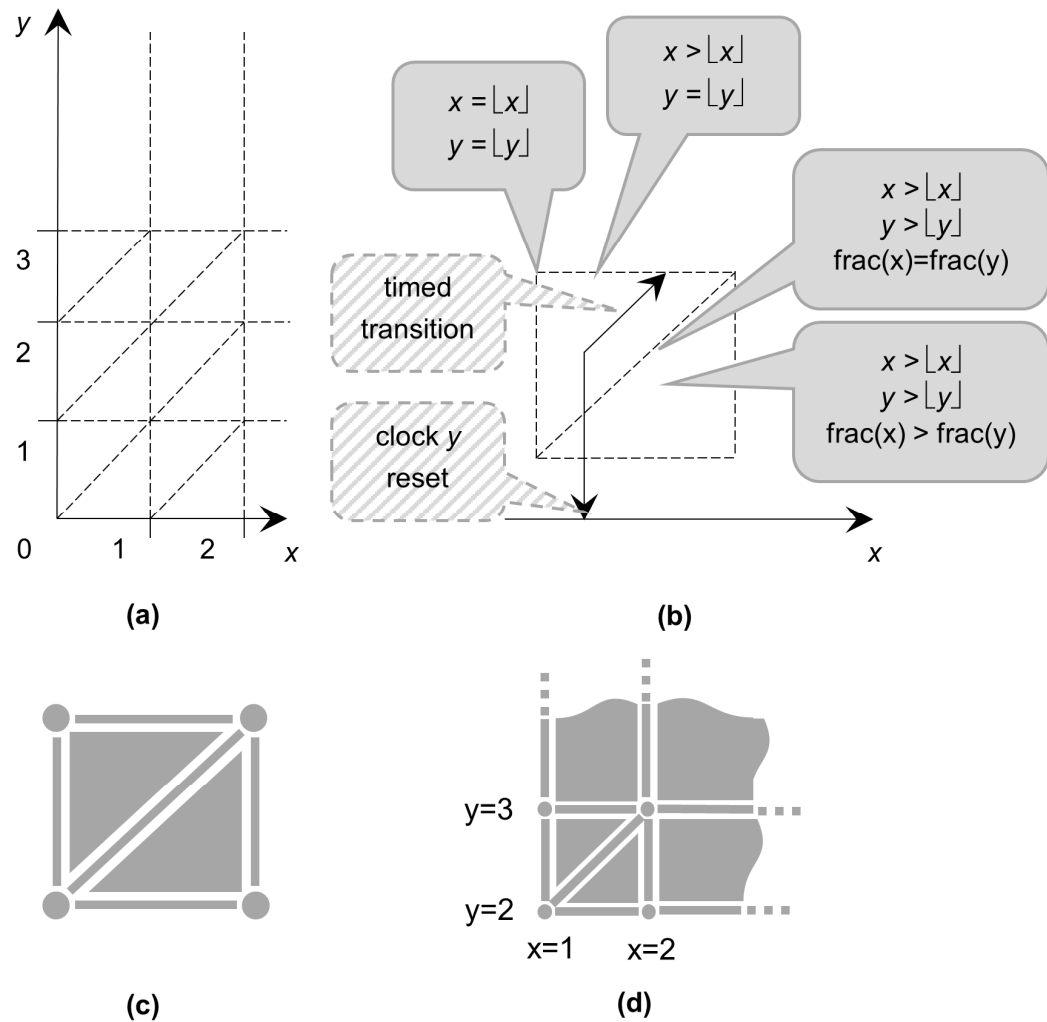 y
3
2
1
0
1
2
x
(a)
x = ⌊x⌋
y = ⌊y⌋
x > ⌊x⌋
y = ⌊y⌋
x > ⌊x⌋
y > ⌊y⌋
frac(x)=frac(y)
x > ⌊x⌋
y > ⌊y⌋
frac(x) > frac(y)
timed
transition
clock y
reset
x
(b)
(c)
y=3
y=2
x=1
x=2
(d)